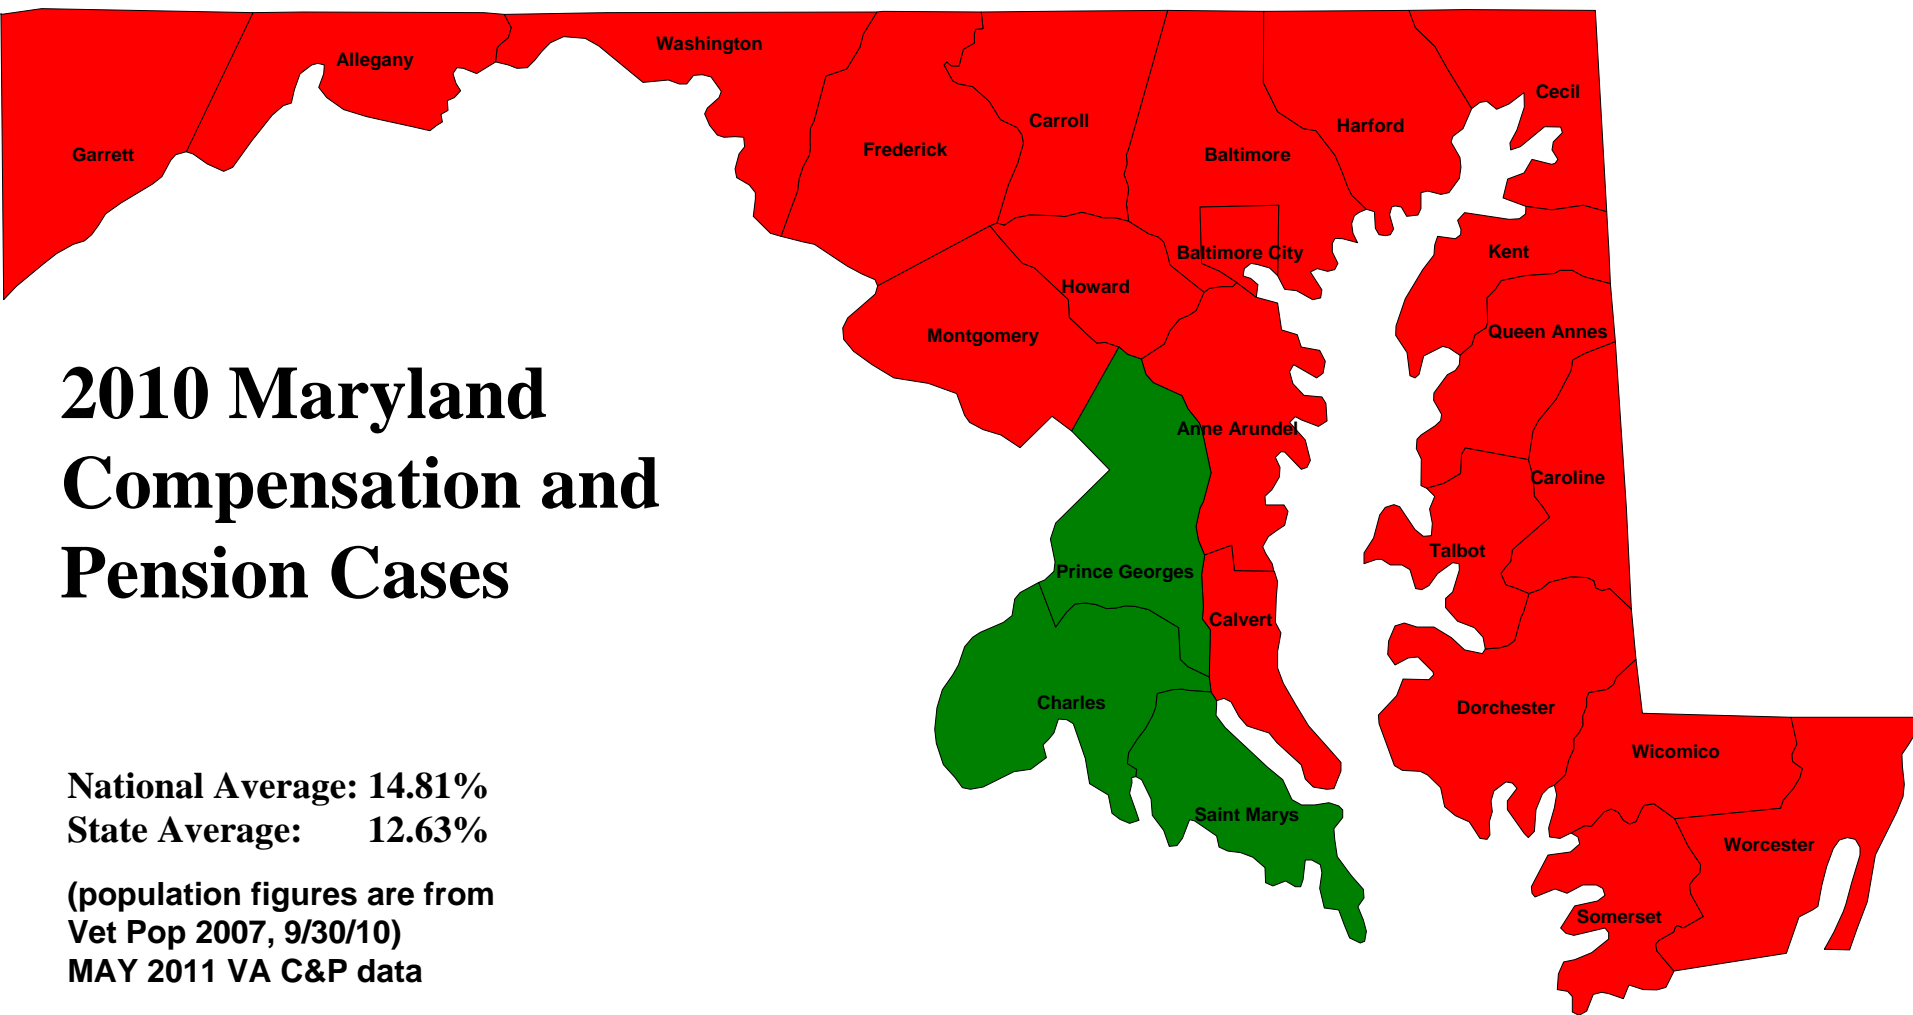 Washington
Allegany
Cecil
Carroll
Harford
Garrett
Frederick
Baltimore
Baltimore City
Kent
Howard
Queen Annes
Montgomery
2010 Maryland
Compensation and
Pension Cases
Anne Arundel
Caroline
Talbot
Prince Georges
Calvert
Charles
Dorchester
Wicomico
National Average: 14.81%
State Average: 12.63%
Saint Marys
Worcester
(population figures are from
Vet Pop 2007, 9/30/10)
MAY 2011 VA C&P data
Somerset